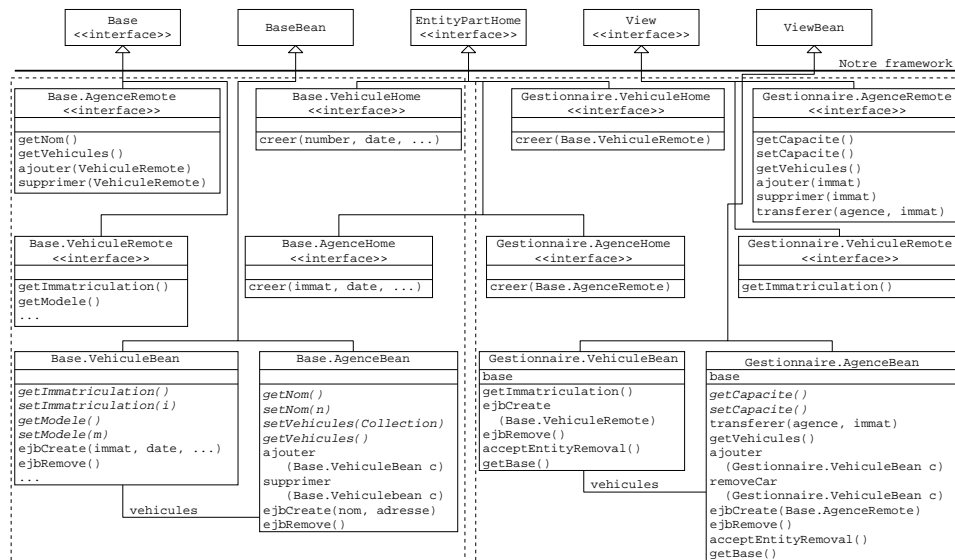 Base
<<interface>>
BaseBean
EntityPartHome
<<interface>>
View
<<interface>>
ViewBean
Notre framework
Base.AgenceRemote
<<interface>>
getNom()
getVehicules()
ajouter(VehiculeRemote)
supprimer(VehiculeRemote)
Base.VehiculeHome
<<interface>>
creer(number, date, ...)
Gestionnaire.VehiculeHome
<<interface>>
creer(Base.VehiculeRemote)
Gestionnaire.AgenceRemote
<<interface>>
getCapacite()
setCapacite()
getVehicules()
ajouter(immat)
supprimer(immat)
transferer(agence, immat)
Base.VehiculeRemote
<<interface>>
getImmatriculation()
getModele()
...
Base.AgenceHome
<<interface>>
creer(immat, date, ...)
Gestionnaire.AgenceHome
<<interface>>
creer(Base.AgenceRemote)
Gestionnaire.VehiculeRemote
<<interface>>
getImmatriculation()
Base.VehiculeBean
getImmatriculation()
setImmatriculation(i)
getModele()
setModele(m)
ejbCreate(immat, date, ...)
ejbRemove()
...
vehicules
Base.AgenceBean
getNom()
setNom(n)
setVehicules(Collection)
getVehicules()
ajouter
(Base.VehiculeBean c)
supprimer
(Base.Vehiculebean c)
ejbCreate(nom, adresse)
ejbRemove()
Gestionnaire.VehiculeBean
base
getImmatriculation()
ejbCreate
(Base.VehiculeRemote)
ejbRemove()
acceptEntityRemoval()
getBase()
vehicules
Gestionnaire.AgenceBean
base
getCapacite()
setCapacite()
transferer(agence, immat)
getVehicules()
ajouter
(Gestionnaire.VehiculeBean c)
removeCar
(Gestionnaire.VehiculeBean c)
ejbCreate(Base.AgenceRemote)
ejbRemove()
acceptEntityRemoval()
getBase()